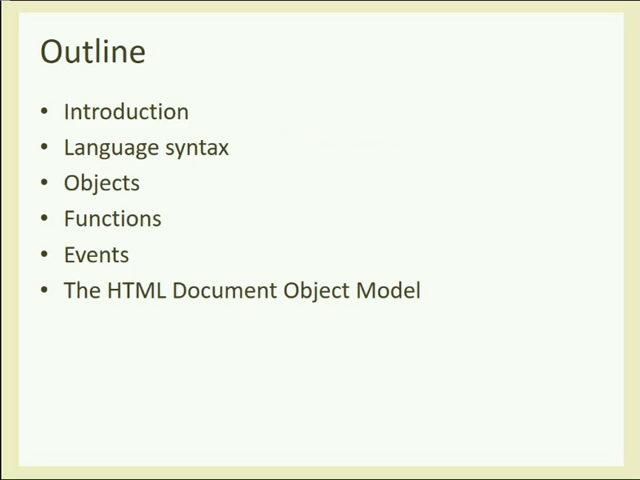 Outline
• Introduction
• Language syntax
• Objects
• Functions
• Events
• The HTML Document Object Model